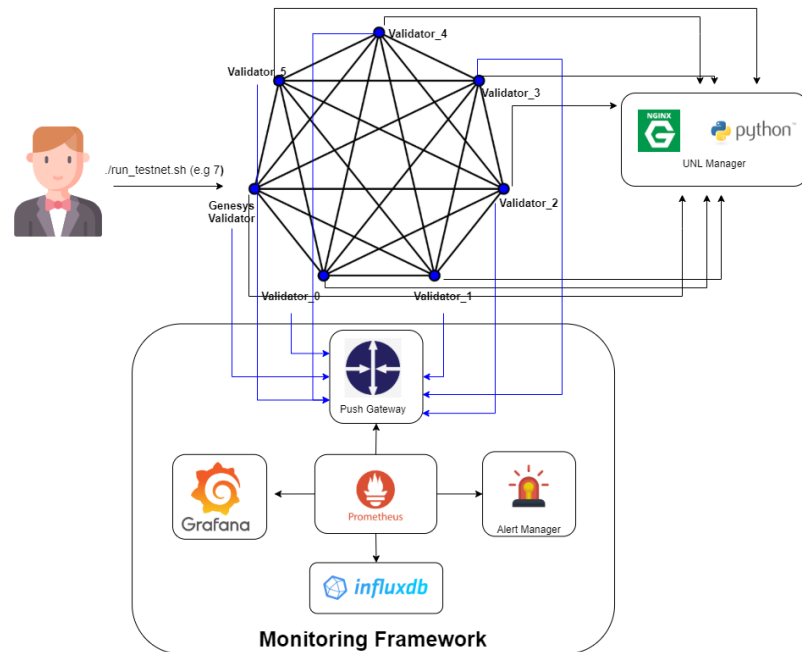 Validator_4
Validator_5
Validator_3
NGINX
G
python™
UNL Manager
./run_testnet.sh (e.g 7)
Genesys
Validator
Validator_2
Validator_0
Validator_1
Push Gateway
Grafana
Prometheus
Alert Manager
influxdb
Monitoring Framework